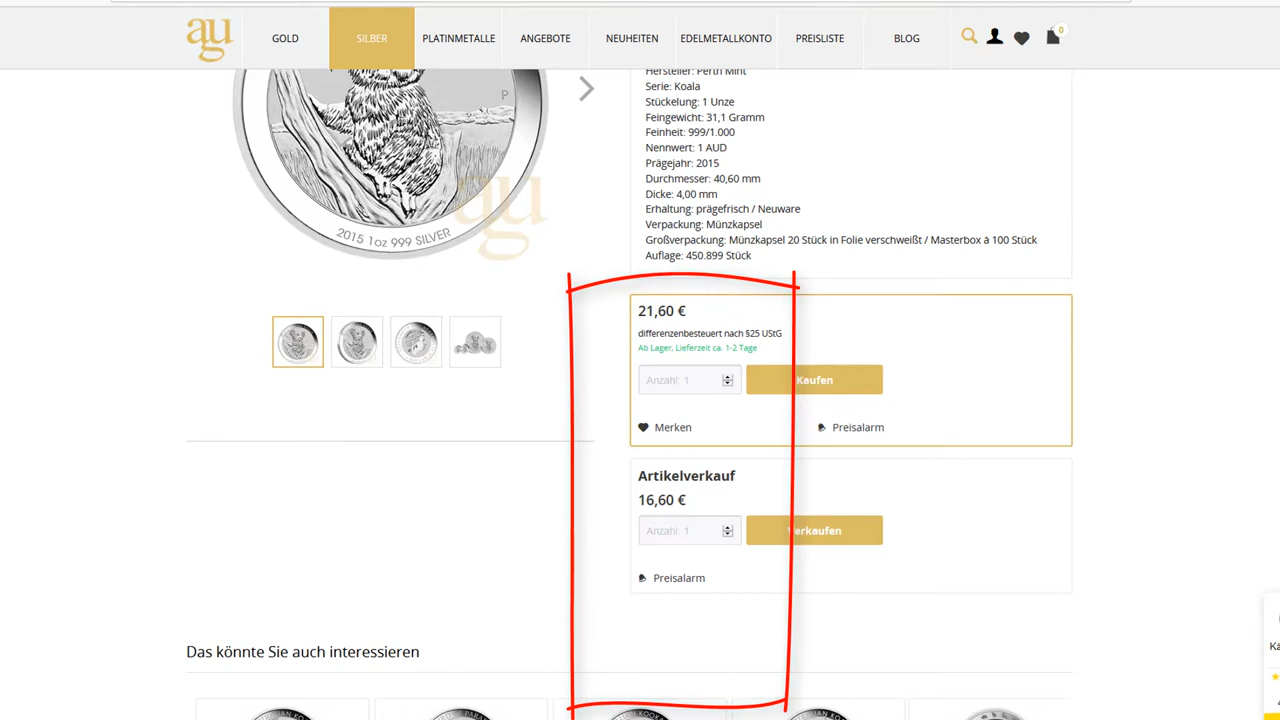 au
g
GOLD
SILBER
PLATINMETALLE
ANGEBOTE
NEUHEITEN
EDELMETALLKONTO
PREISLISTE
BLOG
0
P
2015 1oz 999 SILVER
au
g
Hersteller: Perth Mint
Serie: Koala
Stückelung: 1 Unze
Feingewicht: 31,1 Gramm
Feinheit: 999/1.000
Nennwert: 1 AUD
Prägejahr: 2015
Durchmesser: 40,60 mm
Dicke: 4,00 mm
Erhaltung: prägefrisch / Neuware
Verpackung: Münzkapsel
Großverpackung: Münzkapsel 20 Stück in Folie verschweißt / Masterbox á 100 Stück
Auflage: 450.899 Stück
21,60 €
differenzenbesteuert nach §25 UStG
Ab Lager, Lieferzeit ca. 1-2 Tage
Anzahl: 1
Kaufen
Merken
Preisalarm
Artikelverkauf
16,60 €
Anzahl: 1
Verkaufen
Preisalarm
Das könnte Sie auch interessieren